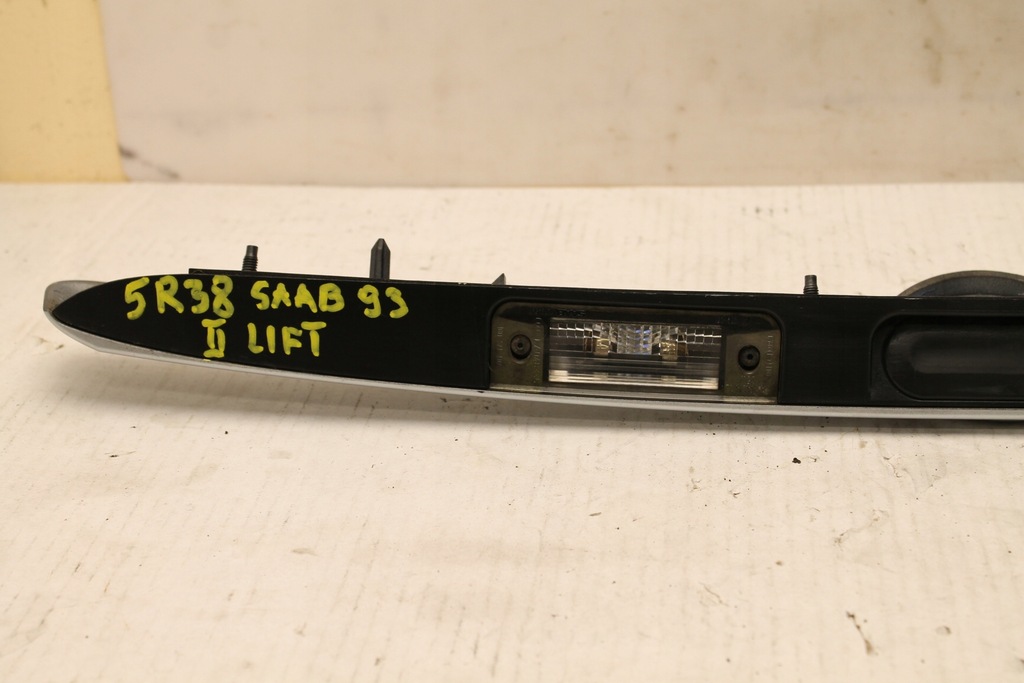 5R38 SAAB 93
II LIFT